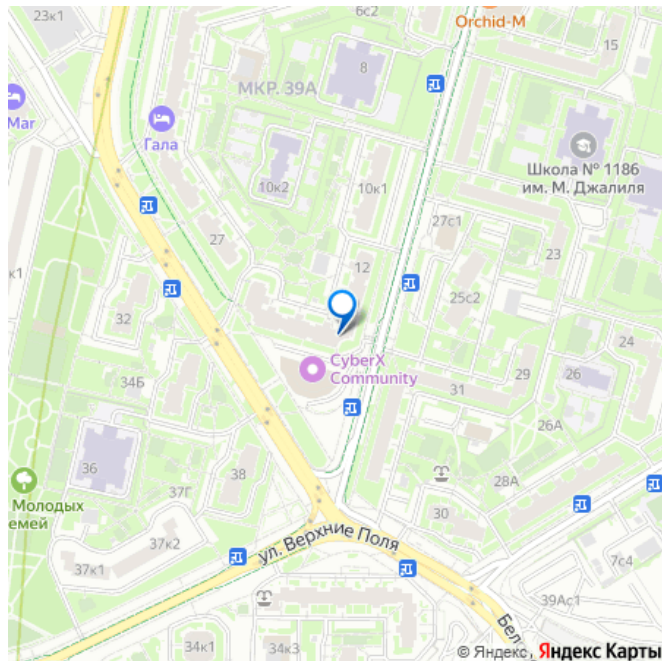 23к1
6с2
Orchid-M
15
8
МКР. 39А
Mar
Гала
Школа № 1186
им. М. Джалиля
10к2
10к1
27с1
27
23
12
к1
25с2
32
24
CyberX
Community
29
26
34Б
31
26А
36
38
28А
Молодых
емей
37Г
30
ул. Верхние Поля
37к2
37к1
7с4
39Ас1
Бел
34к1
34к3
© Яндекс
Яндекс Карты